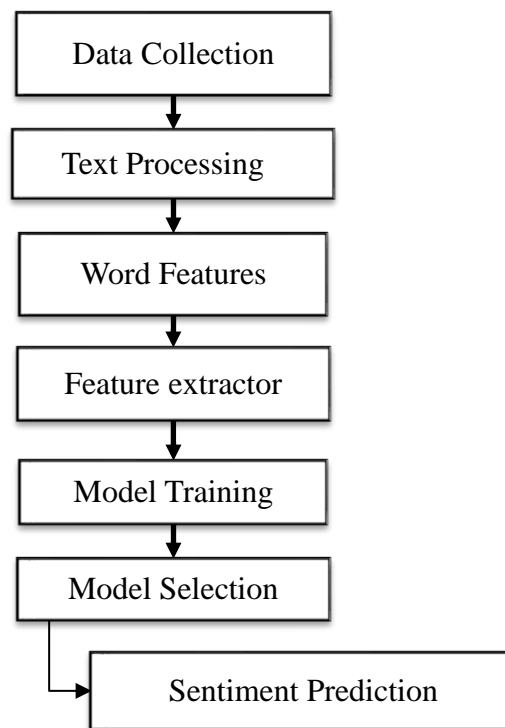 Data Collection
Text Processing
Word Features
Feature extractor
Model Training
Model Selection
Sentiment Prediction